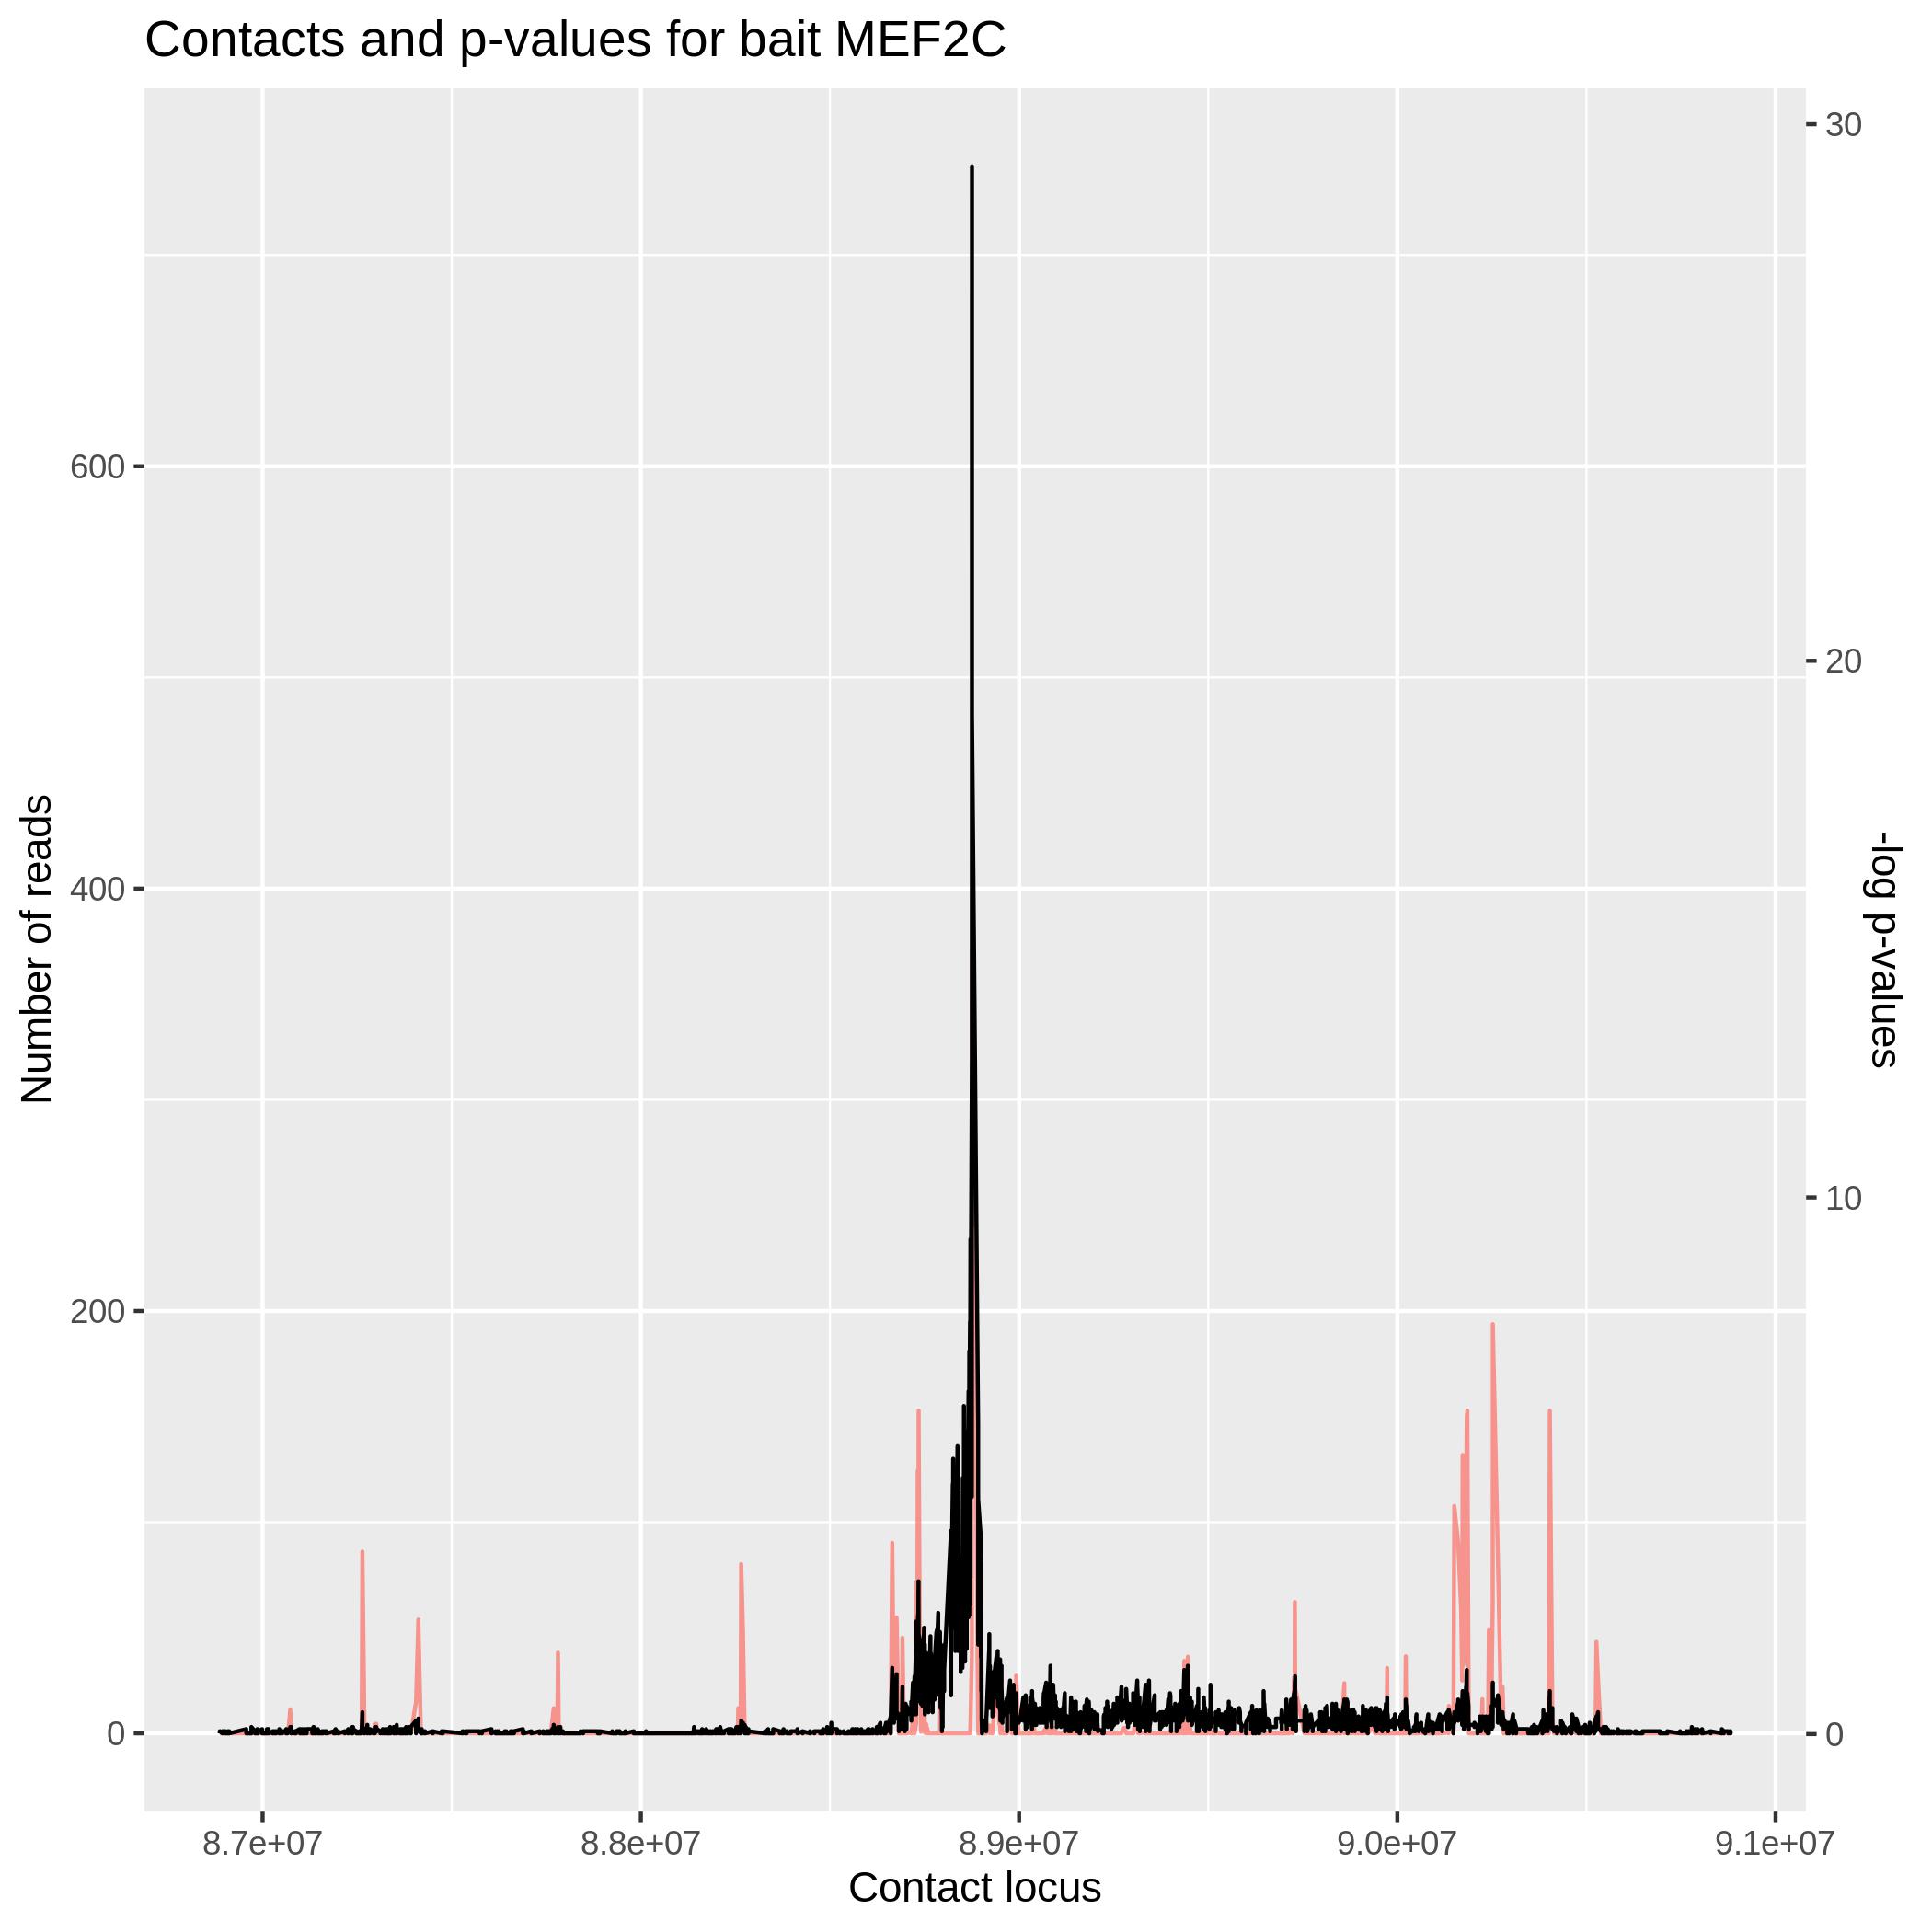 Contacts and p-values for bait MEF2C
Number of reads
600
400
200
0
30
20
10
0
-log p-values
8.7e+07
8.8e+07
8.9e+07
9.0e+07
9.1e+07
Contact locus